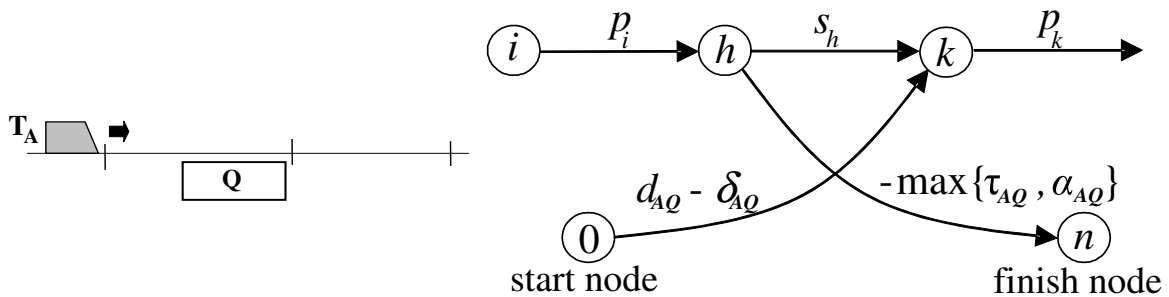 T_A
Q
i p_i h s_h k p_k
d_AQ - δ_AQ -max{τ_AQ , α_AQ}
0 n
start node finish node